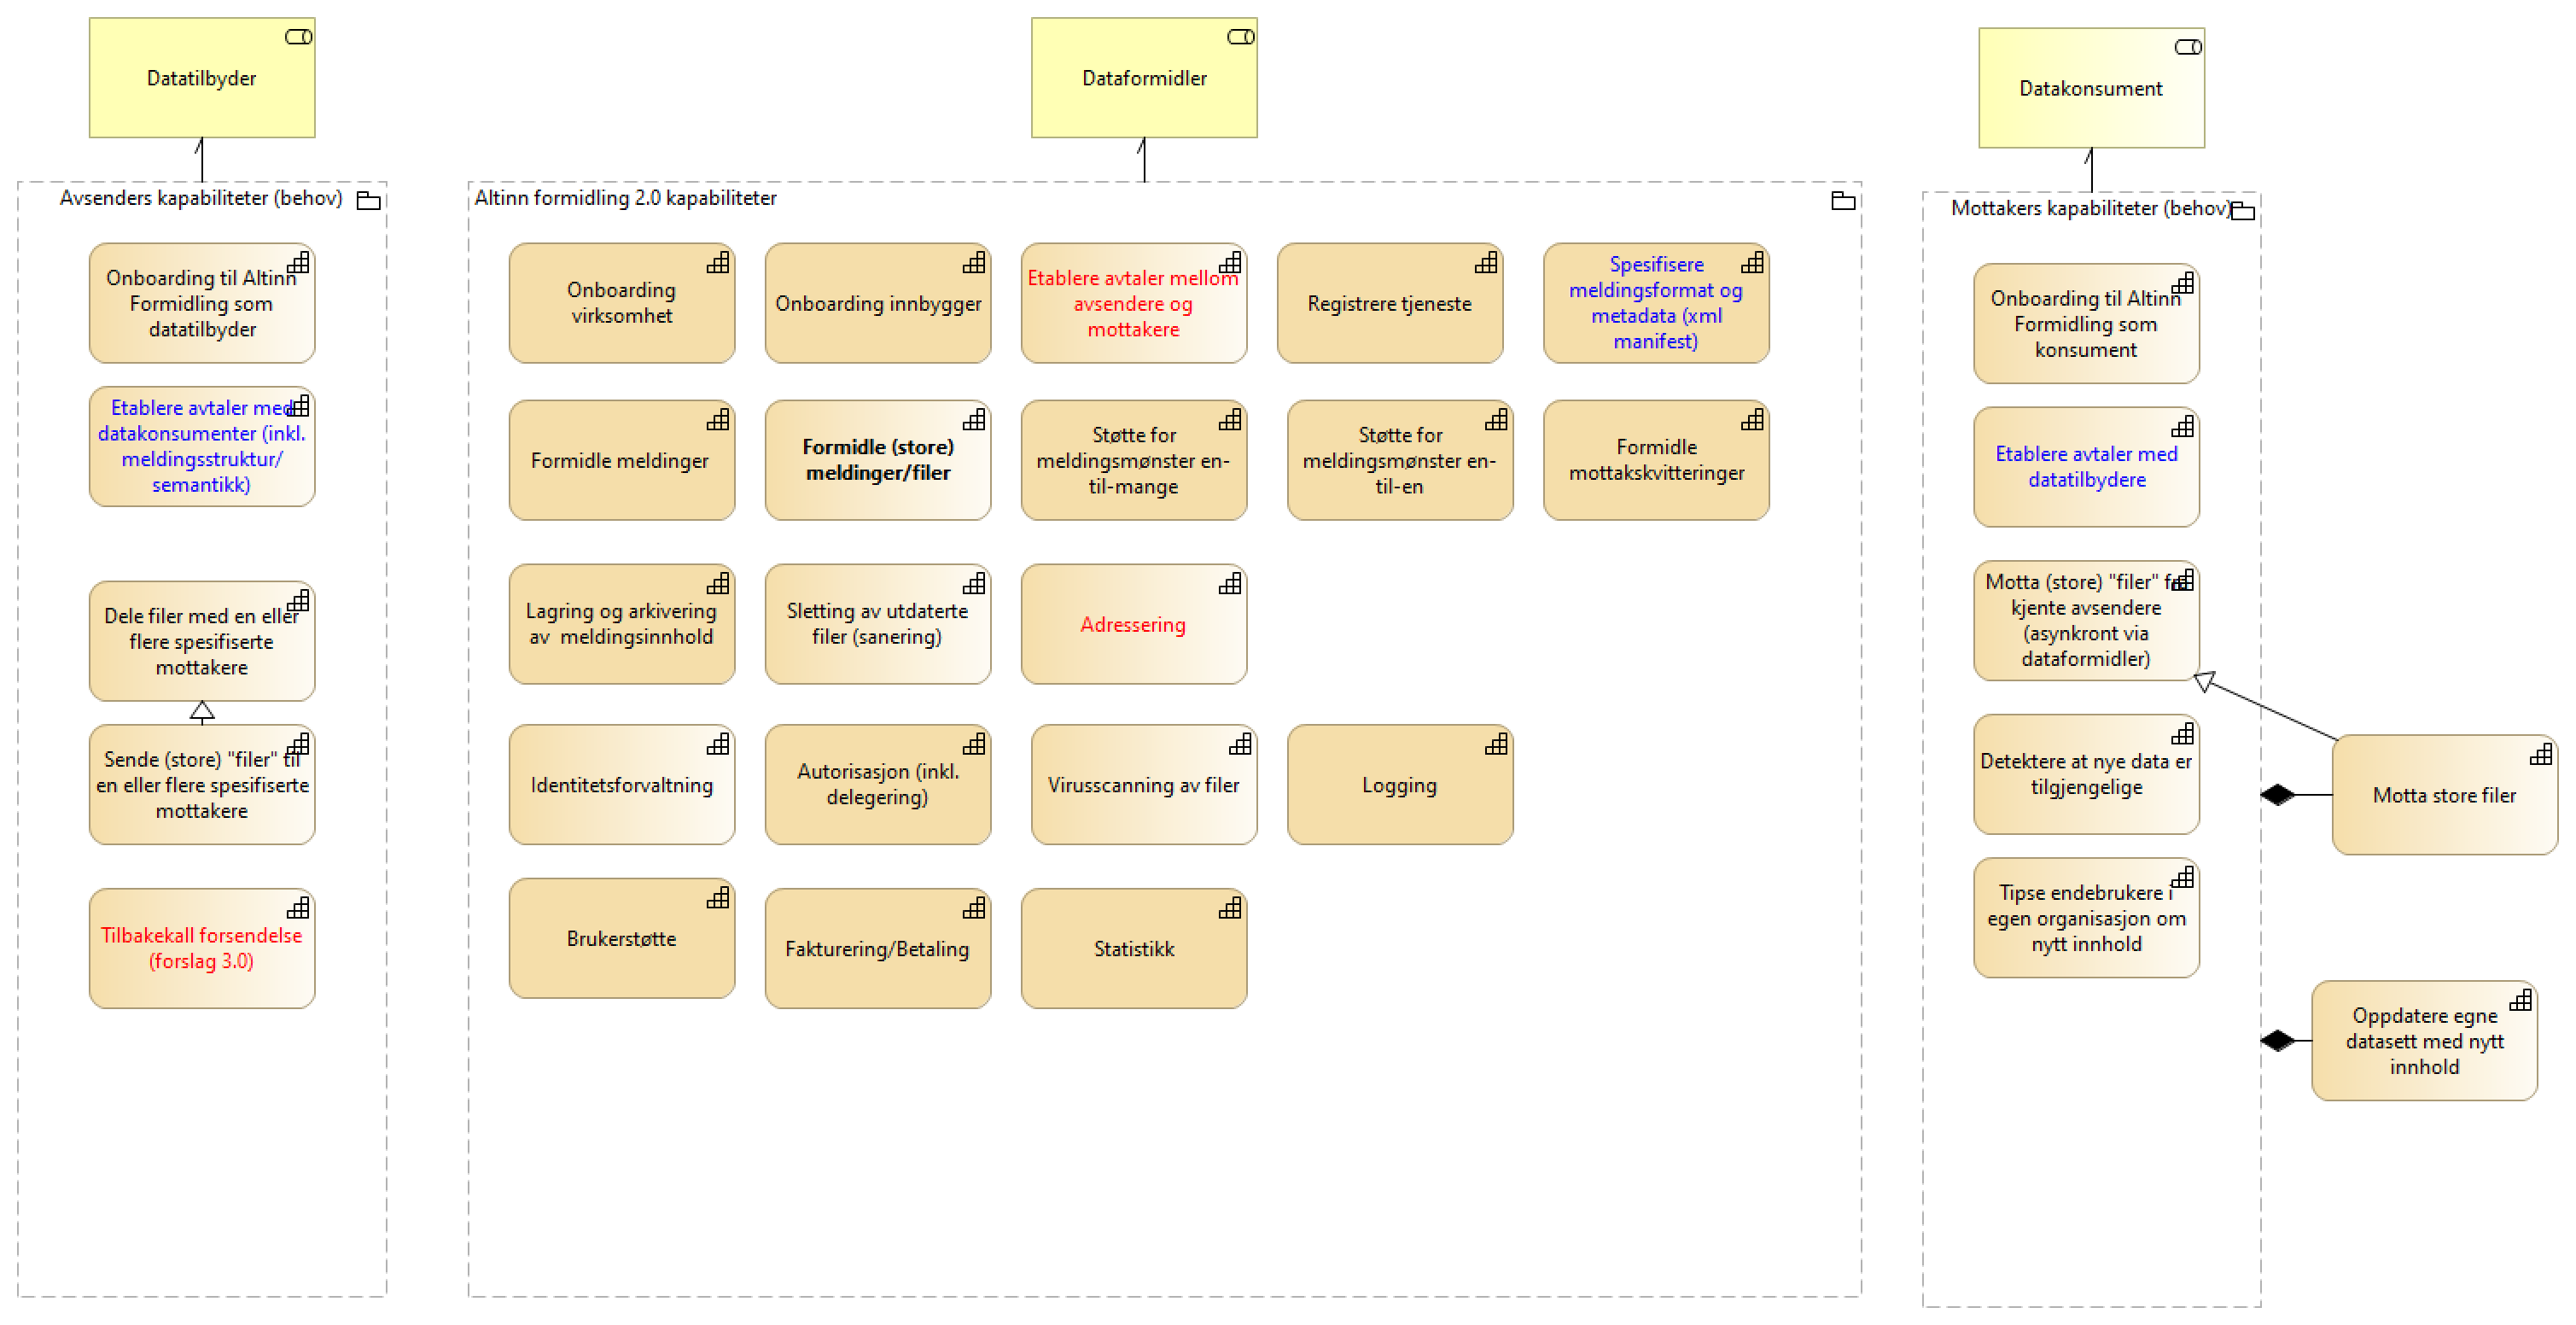 Datatilbyder
Dataformidler
Datakonsument
Avsenders kapabiliteter (behov)
Onboarding til Altinn
Formidling som
datatilbyder
Etablere avtaler med
datakonsumenter (inkl.
meldingsstruktur/
semantikk)
Dele filer med en eller
flere spesifiserte
mottakere
Sende (store) "filer" til
en eller flere spesifiserte
mottakere
Tilbakekall forsendelse
(forslag 3.0)
Altinn formidling 2.0 kapabiliteter
Onboarding
virksomhet
Onboarding innbygger
Etablere avtaler mellom
avsendere og
mottakere
Registrere tjeneste
Spesifisere
meldingsformat og
metadata (xml
manifest)
Formidle meldinger
Formidle (store)
meldinger/filer
Støtte for
meldingsmønster en-
til-mange
Støtte for
meldingsmønster en-
til-en
Formidle
mottakskvitteringer
Lagring og arkivering
av  meldingsinnhold
Sletting av utdaterte
filer (sanering)
Adressering
Identitetsforvaltning
Autorisasjon (inkl.
delegering)
Virusscanning av filer
Logging
Brukerstøtte
Fakturering/Betaling
Statistikk
Mottakers kapabiliteter (behov)
Onboarding til Altinn
Formidling som
konsument
Etablere avtaler med
datatilbydere
Motta (store) "filer" fra
kjente avsendere
(asynkront via
dataformidler)
Detektere at nye data er
tilgjengelige
Tipse endebrukere i
egen organisasjon om
nytt innhold
Motta store filer
Oppdatere egne
datasett med nytt
innhold